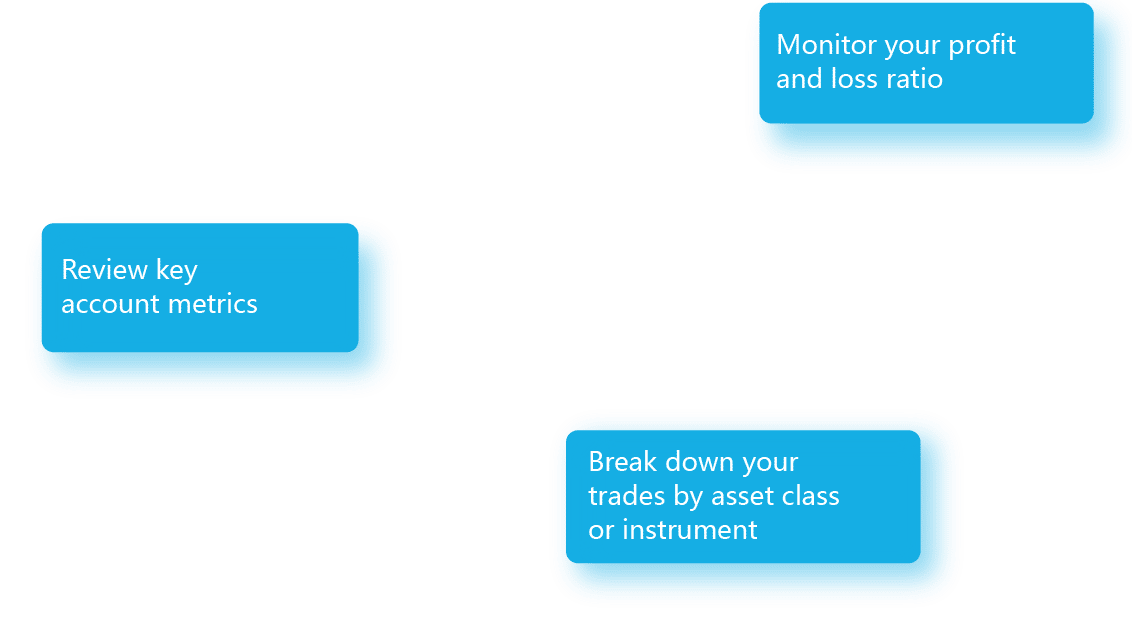 Monitor your profit
and loss ratio
Review key
account metrics
Break down your
trades by asset class
or instrument